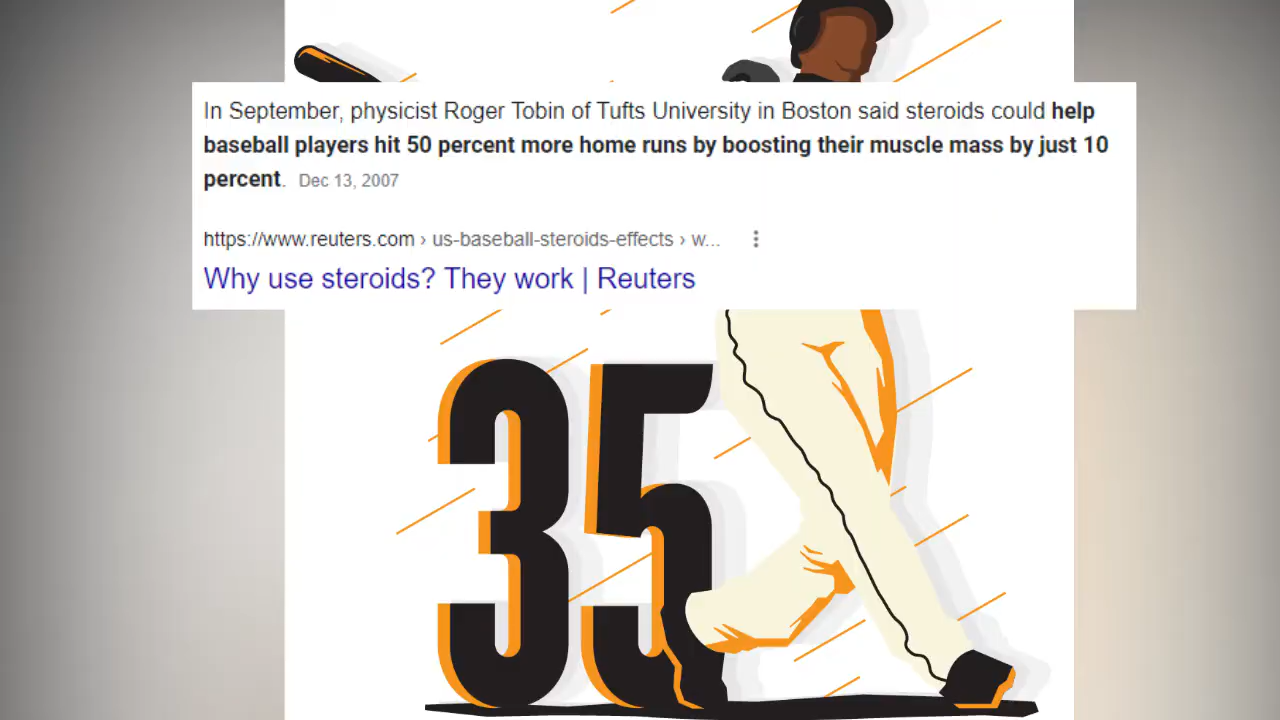 In September, physicist Roger Tobin of Tufts University in Boston said steroids could help
baseball players hit 50 percent more home runs by boosting their muscle mass by just 10
percent. Dec 13, 2007
https://www.reuters.com › us-baseball-steroids-effects › w...
Why use steroids? They work | Reuters
35